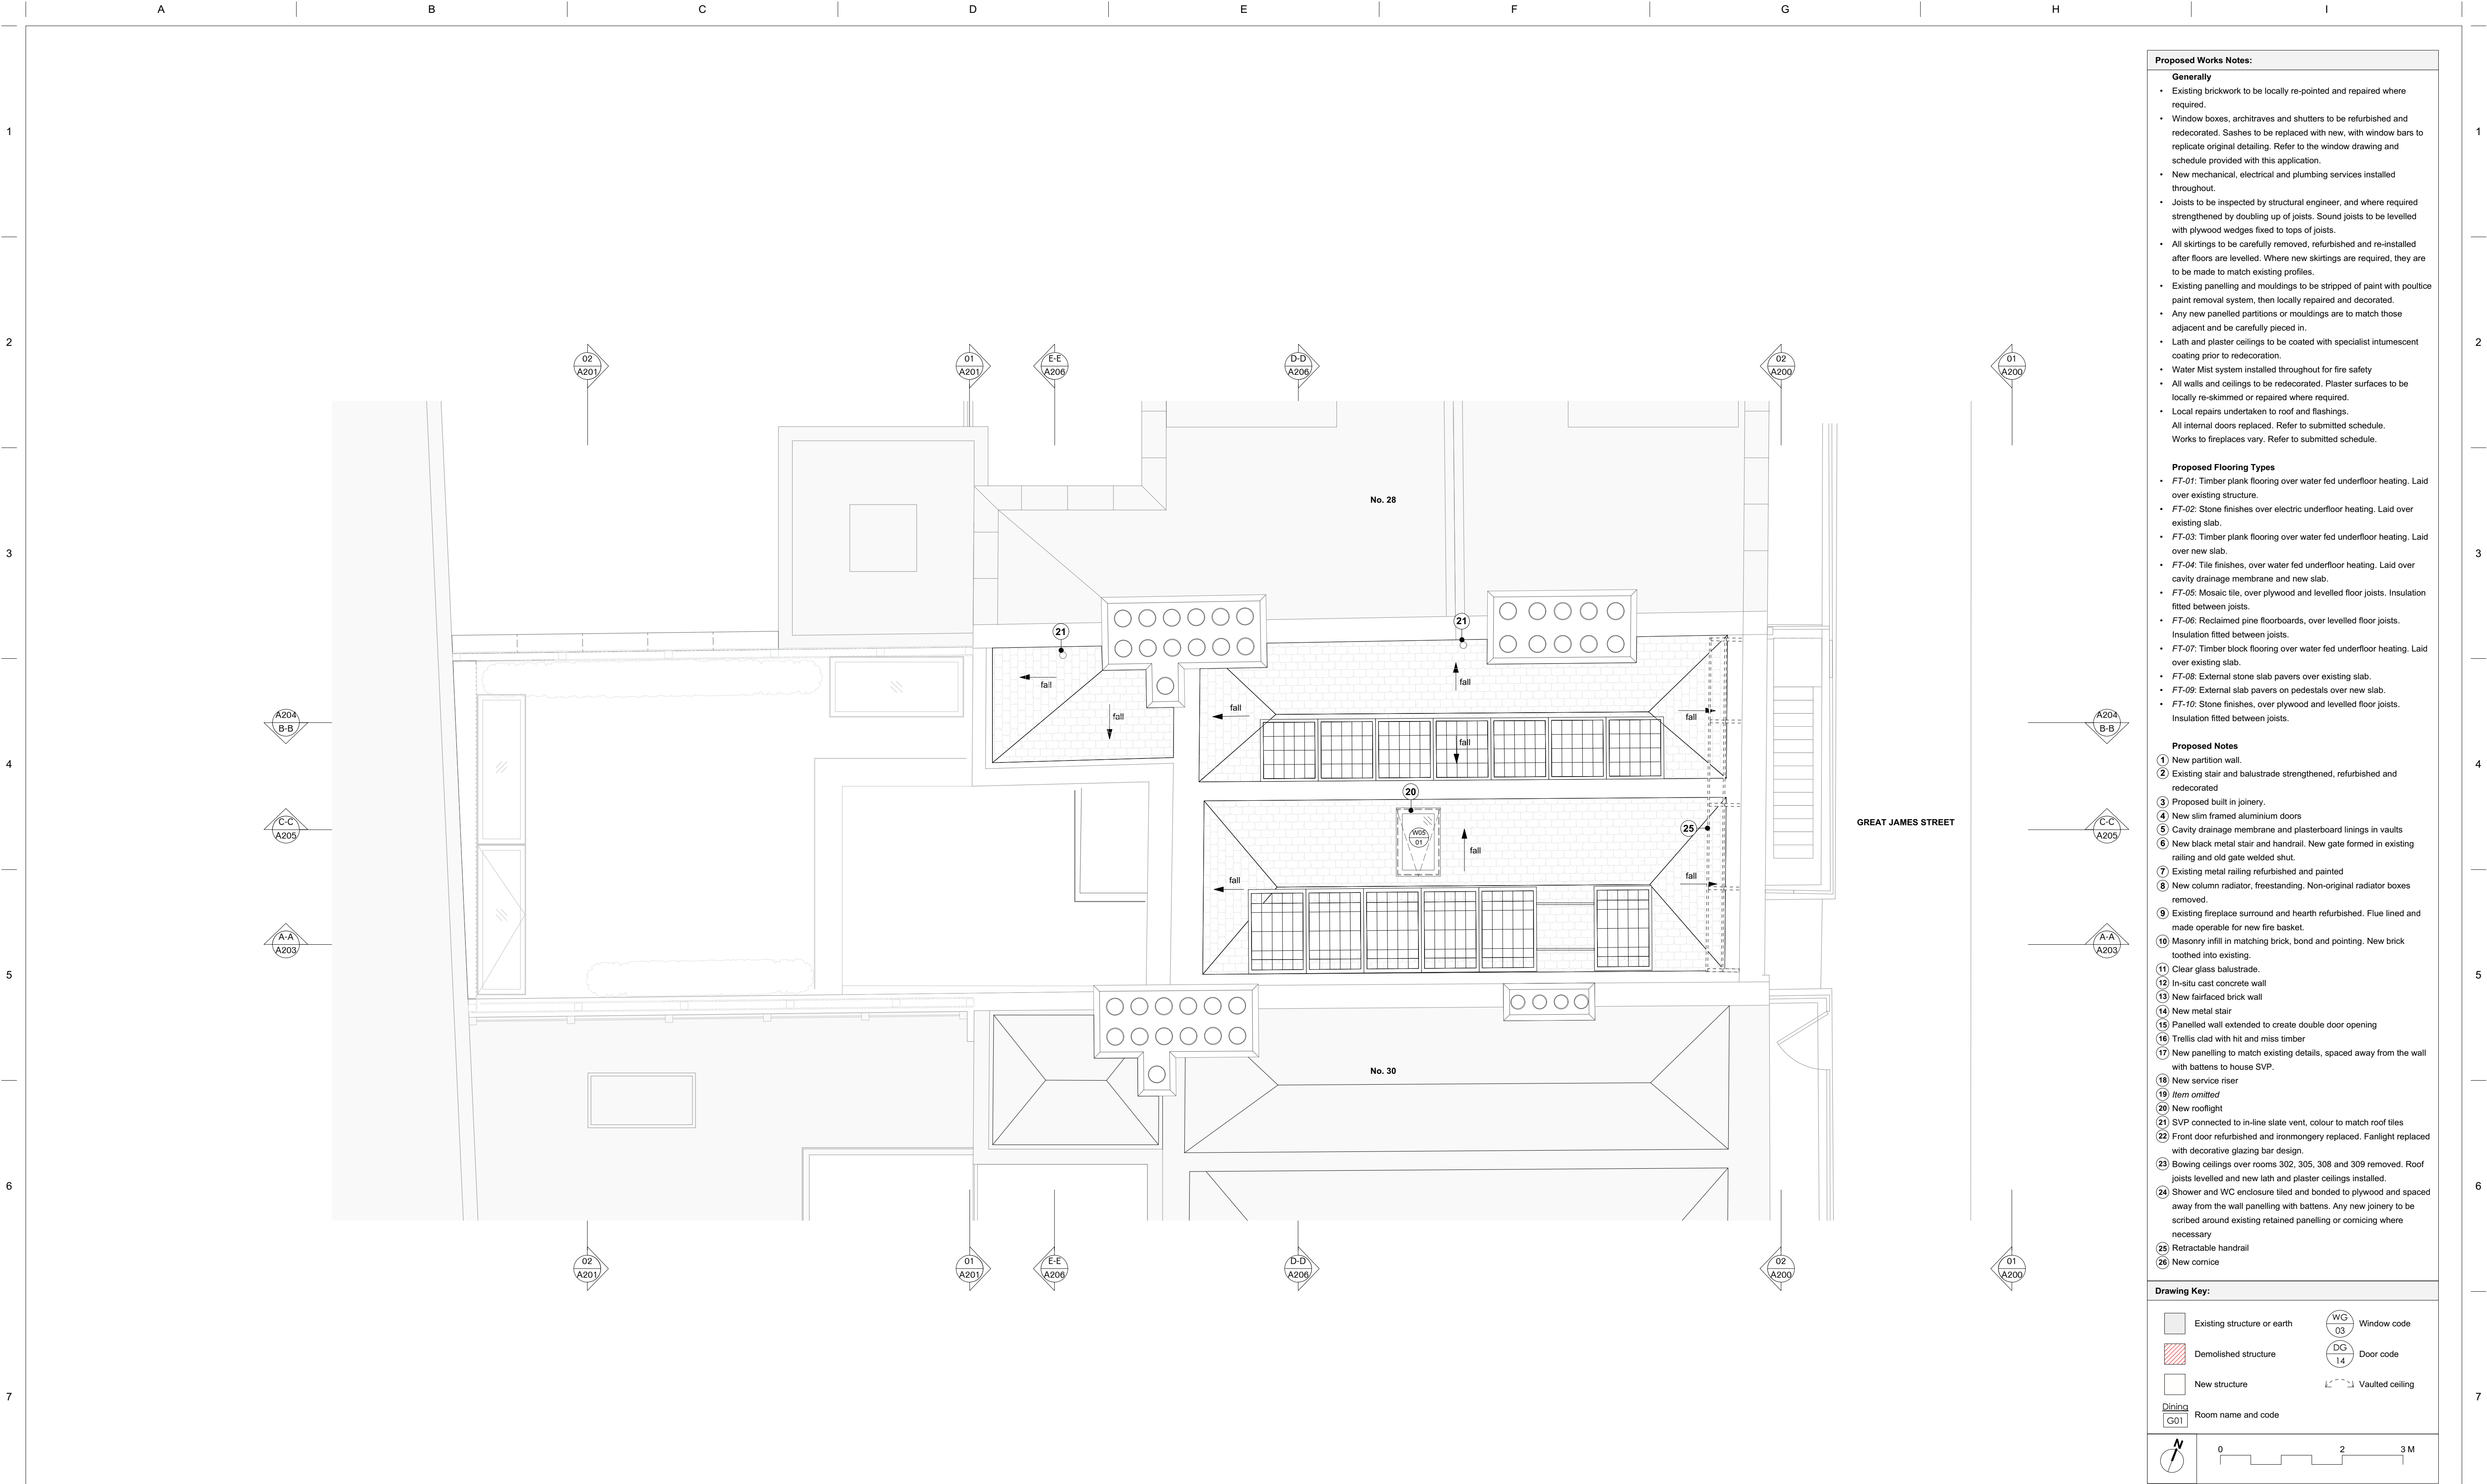 A B C D E F G H I
1 1
2 2
3 3
4 4
5 5
6 6
7 7
02
A201
01
A201
E-E
A206
D-D
A206
02
A200
01
A200
No. 28
21
21
fall
fall
fall
fall
fall
fall
A204
B-B
A204
B-B
20
W05
01
25
GREAT JAMES STREET
C-C
A205
C-C
A205
fall
fall
fall
A-A
A203
A-A
A203
No. 30
02
A201
01
A201
E-E
A206
D-D
A206
02
A200
01
A200
Proposed Works Notes:
Generally
• Existing brickwork to be locally re-pointed and repaired where
required.
• Window boxes, architraves and shutters to be refurbished and
redecorated. Sashes to be replaced with new, with window bars to
replicate original detailing. Refer to the window drawing and
schedule provided with this application.
• New mechanical, electrical and plumbing services installed
throughout.
• Joists to be inspected by structural engineer, and where required
strengthened by doubling up of joists. Sound joists to be levelled
with plywood wedges fixed to tops of joists.
• All skirtings to be carefully removed, refurbished and re-installed
after floors are levelled. Where new skirtings are required, they are
to be made to match existing profiles.
• Existing panelling and mouldings to be stripped of paint with poultice
paint removal system, then locally repaired and decorated.
• Any new panelled partitions or mouldings are to match those
adjacent and be carefully pieced in.
• Lath and plaster ceilings to be coated with specialist intumescent
coating prior to redecoration.
• Water Mist system installed throughout for fire safety
• All walls and ceilings to be redecorated. Plaster surfaces to be
locally re-skimmed or repaired where required.
• Local repairs undertaken to roof and flashings.
All internal doors replaced. Refer to submitted schedule.
Works to fireplaces vary. Refer to submitted schedule.
Proposed Flooring Types
• FT-01: Timber plank flooring over water fed underfloor heating. Laid
over existing structure.
• FT-02: Stone finishes over electric underfloor heating. Laid over
existing slab.
• FT-03: Timber plank flooring over water fed underfloor heating. Laid
over new slab.
• FT-04: Tile finishes, over water fed underfloor heating. Laid over
cavity drainage membrane and new slab.
• FT-05: Mosaic tile, over plywood and levelled floor joists. Insulation
fitted between joists.
• FT-06: Reclaimed pine floorboards, over levelled floor joists.
Insulation fitted between joists.
• FT-07: Timber block flooring over water fed underfloor heating. Laid
over existing slab.
• FT-08: External stone slab pavers over existing slab.
• FT-09: External slab pavers on pedestals over new slab.
• FT-10: Stone finishes, over plywood and levelled floor joists.
Insulation fitted between joists.
Proposed Notes
1 New partition wall.
2 Existing stair and balustrade strengthened, refurbished and
redecorated
3 Proposed built in joinery.
4 New slim framed aluminium doors
5 Cavity drainage membrane and plasterboard linings in vaults
6 New black metal stair and handrail. New gate formed in existing
railing and old gate welded shut.
7 Existing metal railing refurbished and painted
8 New column radiator, freestanding. Non-original radiator boxes
removed.
9 Existing fireplace surround and hearth refurbished. Flue lined and
made operable for new fire basket.
10 Masonry infill in matching brick, bond and pointing. New brick
toothed into existing.
11 Clear glass balustrade.
12 In-situ cast concrete wall
13 New fairfaced brick wall
14 New metal stair
15 Panelled wall extended to create double door opening
16 Trellis clad with hit and miss timber
17 New panelling to match existing details, spaced away from the wall
with battens to house SVP.
18 New service riser
19 Item omitted
20 New rooflight
21 SVP connected to in-line slate vent, colour to match roof tiles
22 Front door refurbished and ironmongery replaced. Fanlight replaced
with decorative glazing bar design.
23 Bowing ceilings over rooms 302, 305, 308 and 309 removed. Roof
joists levelled and new lath and plaster ceilings installed.
24 Shower and WC enclosure tiled and bonded to plywood and spaced
away from the wall panelling with battens. Any new joinery to be
scribed around existing retained panelling or cornicing where
necessary
25 Retractable handrail
26 New cornice
Drawing Key:
Existing structure or earth
WG
03
Window code
Demolished structure
DG
14
Door code
New structure
Vaulted ceiling
Dining
G01
Room name and code
N
0 2 3 M